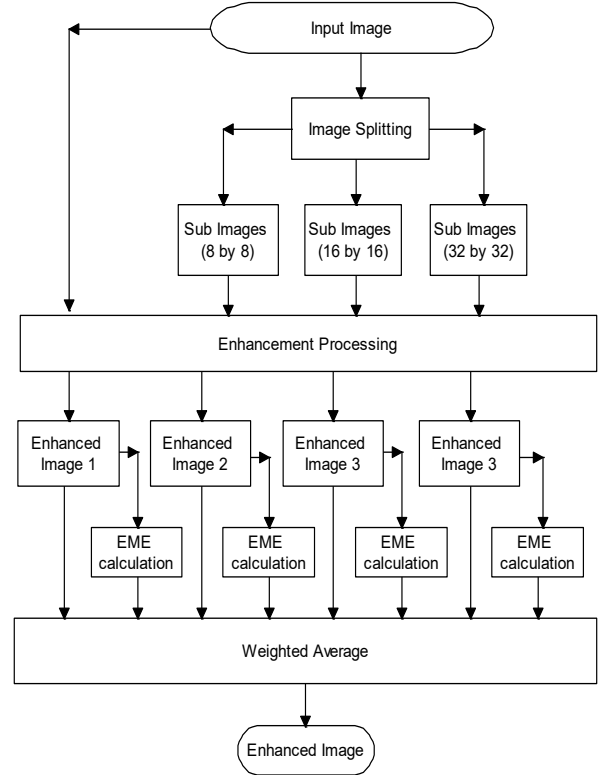 Input Image
Image Splitting
Sub Images
(8 by 8)
Sub Images
(16 by 16)
Sub Images
(32 by 32)
Enhancement Processing
Enhanced
Image 1
Enhanced
Image 2
Enhanced
Image 3
Enhanced
Image 3
EME
calculation
EME
calculation
EME
calculation
EME
calculation
Weighted Average
Enhanced Image